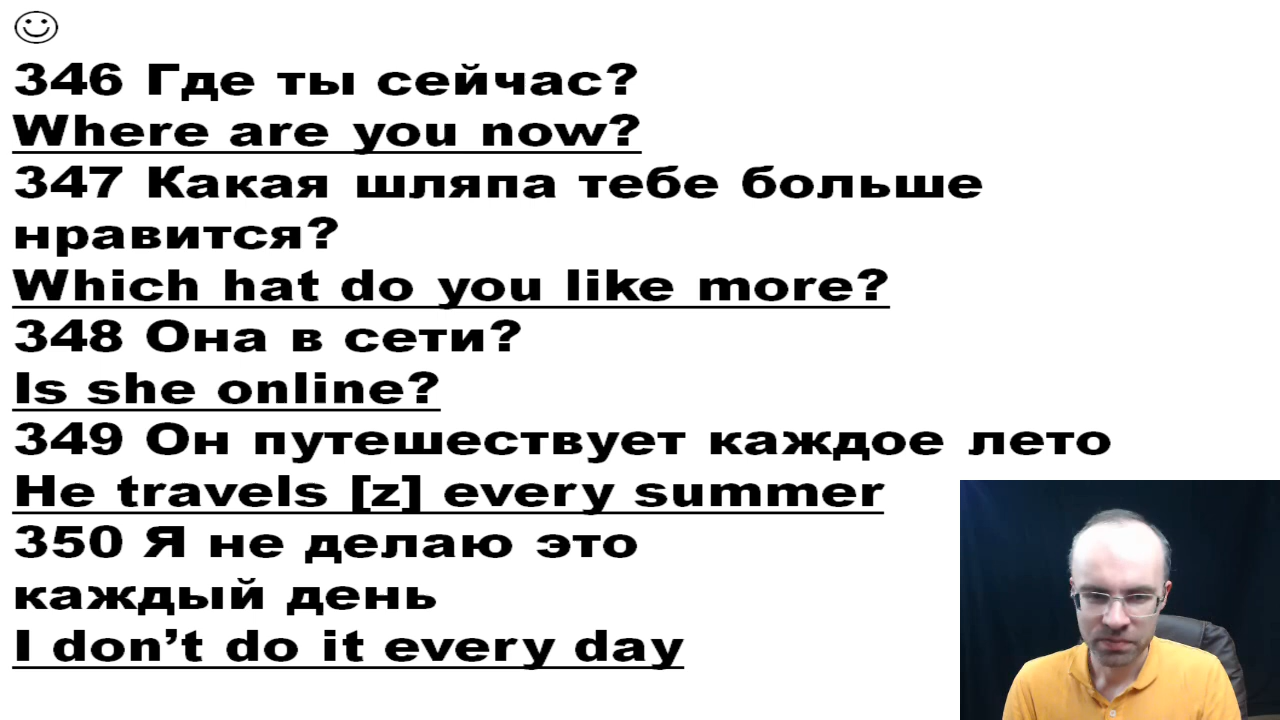 346 Где ты сейчас?
Where are you now?
347 Какая шляпа тебе больше
нравится?
Which hat do you like more?
348 Она в сети?
Is she online?
349 Он путешествует каждое лето
He travels [z] every summer
350 Я не делаю это
каждый день
I don’t do it every day